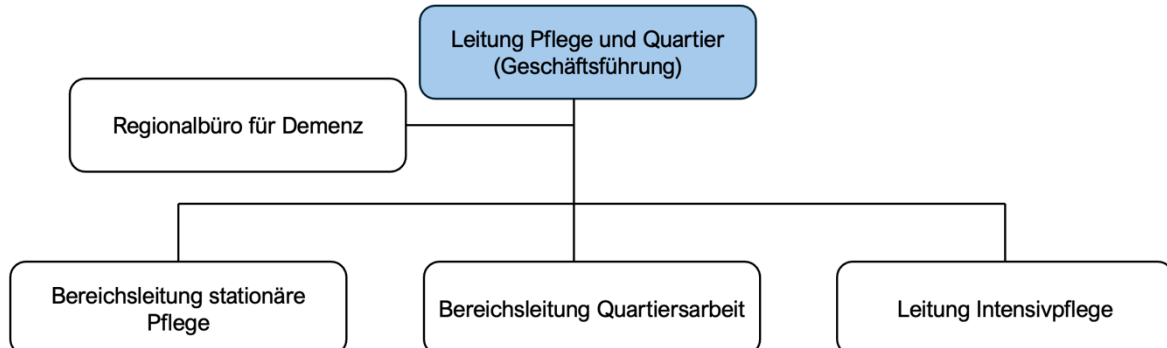 Leitung Pflege und Quartier
(Geschäftsführung)
Regionalbüro für Demenz
Bereichsleitung stationäre
Pflege
Bereichsleitung Quartiersarbeit
Leitung Intensivpflege